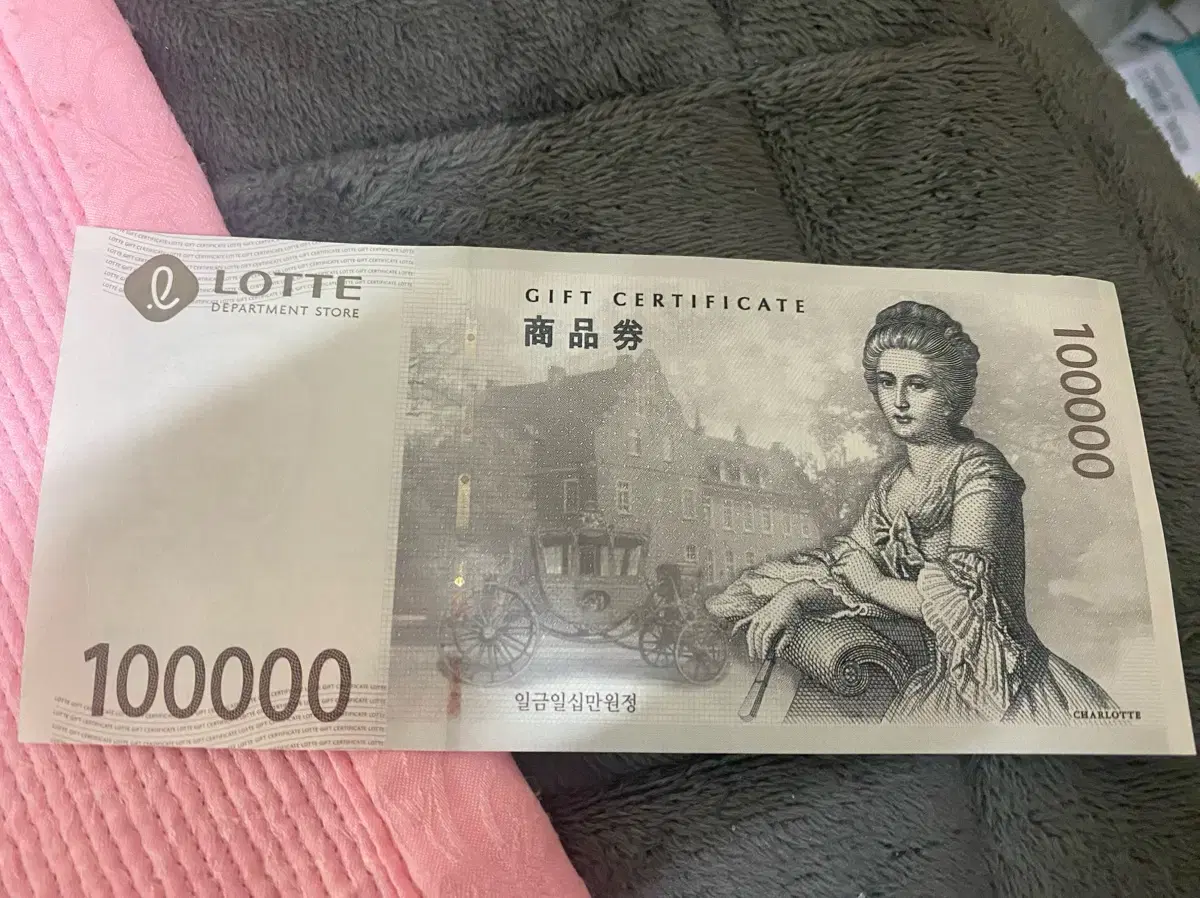 LOTTE
DEPARTMENT STORE
GIFT CERTIFICATE
商品券
100000
100000
일금일십만원정
CHARLOTTE